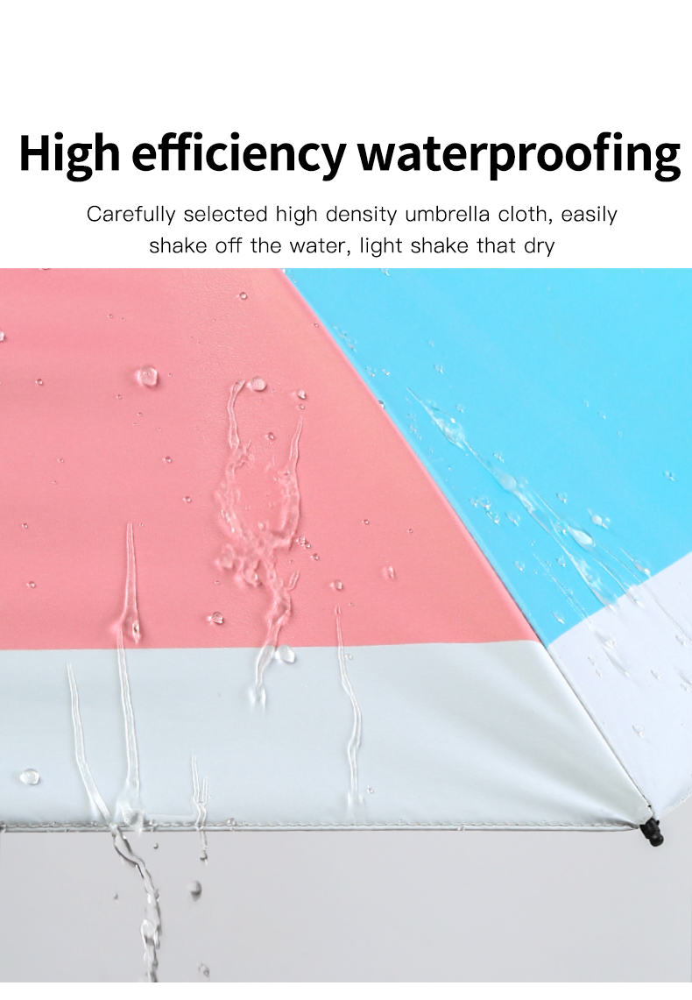 High efficiency waterproofing
Carefully selected high density umbrella cloth, easily
shake off the water, light shake that dry